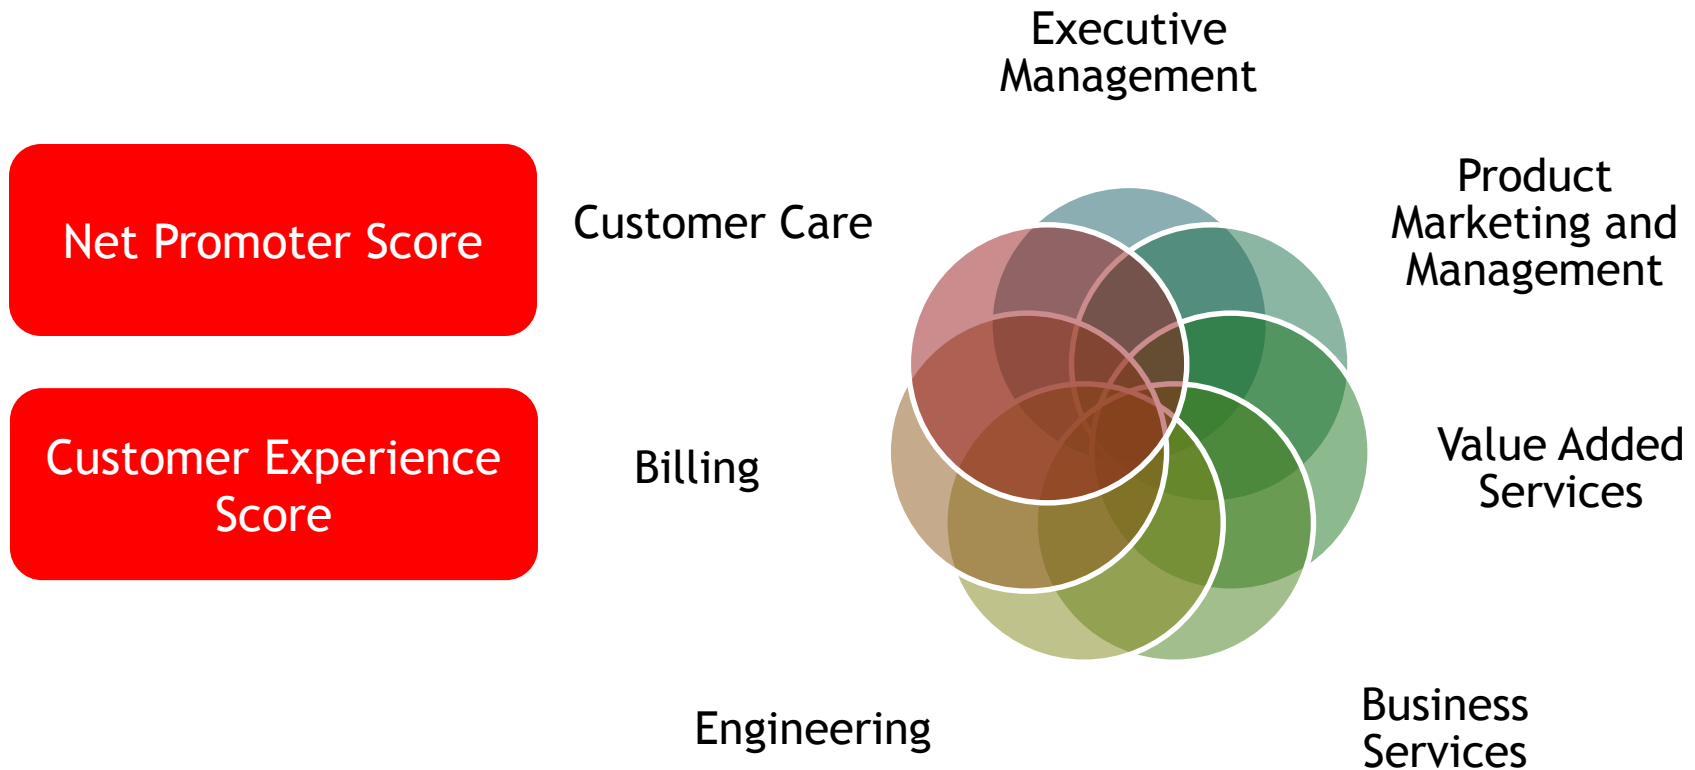 Executive
Management
Net Promoter Score
Customer Care
Product
Marketing and
Management
Customer Experience
Score
Billing
Value Added
Services
Engineering
Business
Services